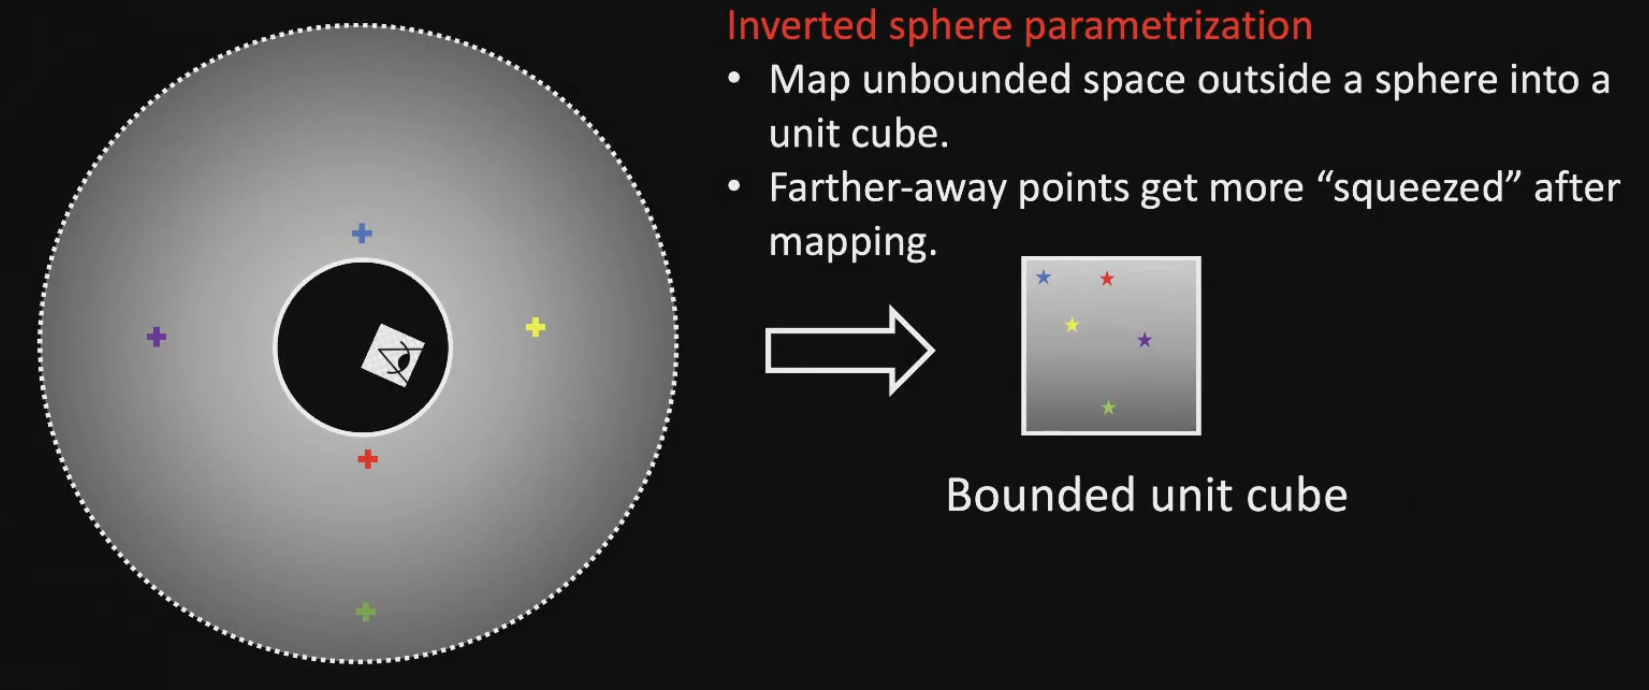 Inverted sphere parametrization
• Map unbounded space outside a sphere into a
unit cube.
• Farther-away points get more “squeezed” after
mapping.
Bounded unit cube